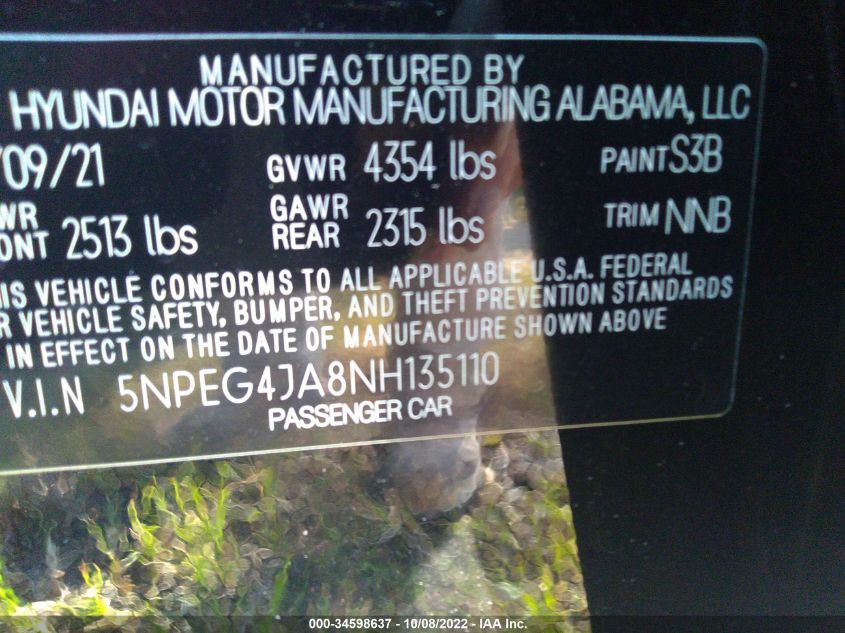 MANUFACTURED BY
HYUNDAI MOTOR MANUFACTURING ALABAMA, LLC
/09/21 GVWR 4354 lbs PAINT S3B
WR GAWR TRIM NNB
ONT 2513 lbs REAR 2315 lbs
IS VEHICLE CONFORMS TO ALL APPLICABLE U.S.A. FEDERAL
R VEHICLE SAFETY, BUMPER, AND THEFT PREVENTION STANDARDS
IN EFFECT ON THE DATE OF MANUFACTURE SHOWN ABOVE
V.I.N 5NPEG4JA8NH135110
PASSENGER CAR
000-34598637 - 10/08/2022 - IAA Inc.